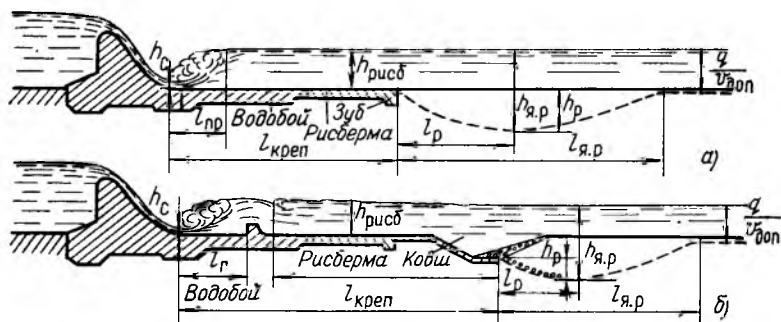 h_c
h_рисб
q
v_доп
l_пр
Водобой
Зуб
Рисберма
l_креп
l_р
h_я.р
h_р
l_я.р
а)
h_c
h_рисб
q
v_доп
l_г
Водобой
Рисберма
Ковш
l_креп
l_р
h_р
h_я.р
l_я.р
б)